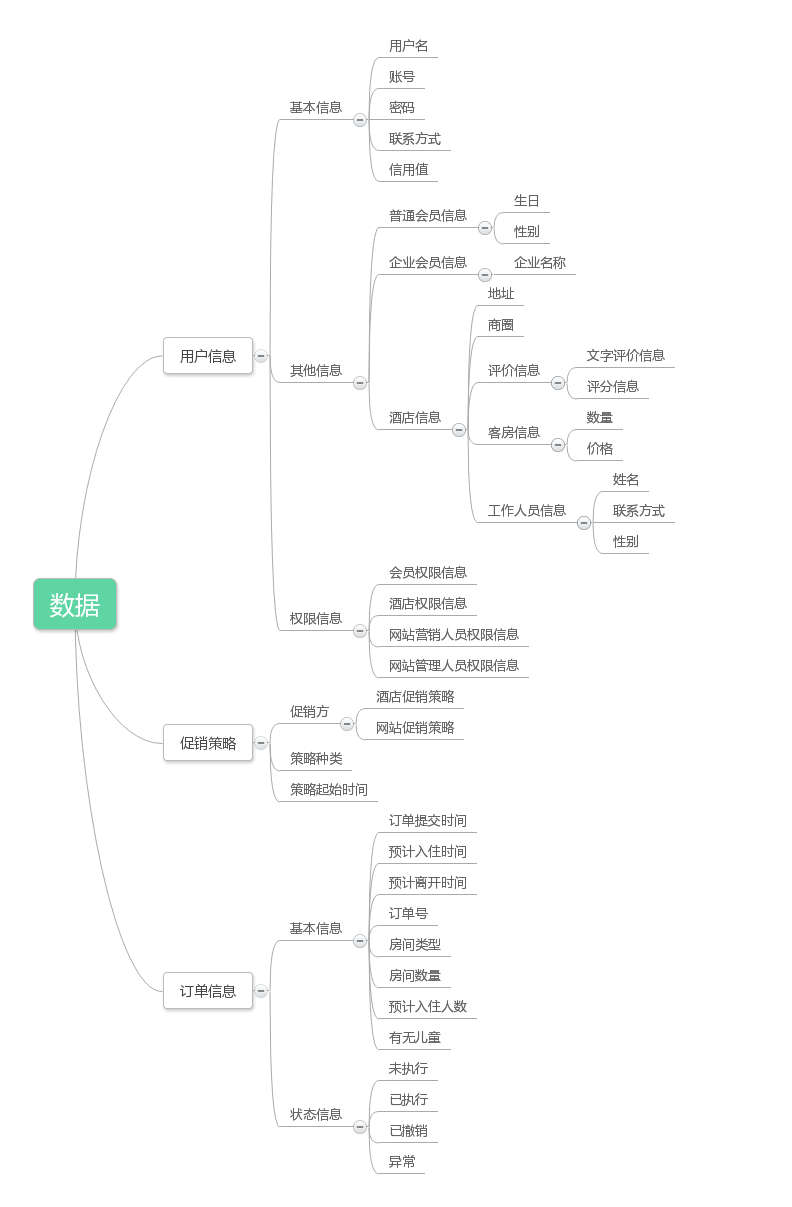 数据
用户信息
基本信息
用户名
账号
密码
联系方式
信用值
其他信息
普通会员信息
生日
性别
企业会员信息
企业名称
酒店信息
地址
商圈
评价信息
文字评价信息
评分信息
客房信息
数量
价格
工作人员信息
姓名
联系方式
性别
权限信息
会员权限信息
酒店权限信息
网站营销人员权限信息
网站管理人员权限信息
促销策略
促销方
酒店促销策略
网站促销策略
策略种类
策略起始时间
订单信息
基本信息
订单提交时间
预计入住时间
预计离开时间
订单号
房间类型
房间数量
预计入住人数
有无儿童
状态信息
未执行
已执行
已撤销
异常